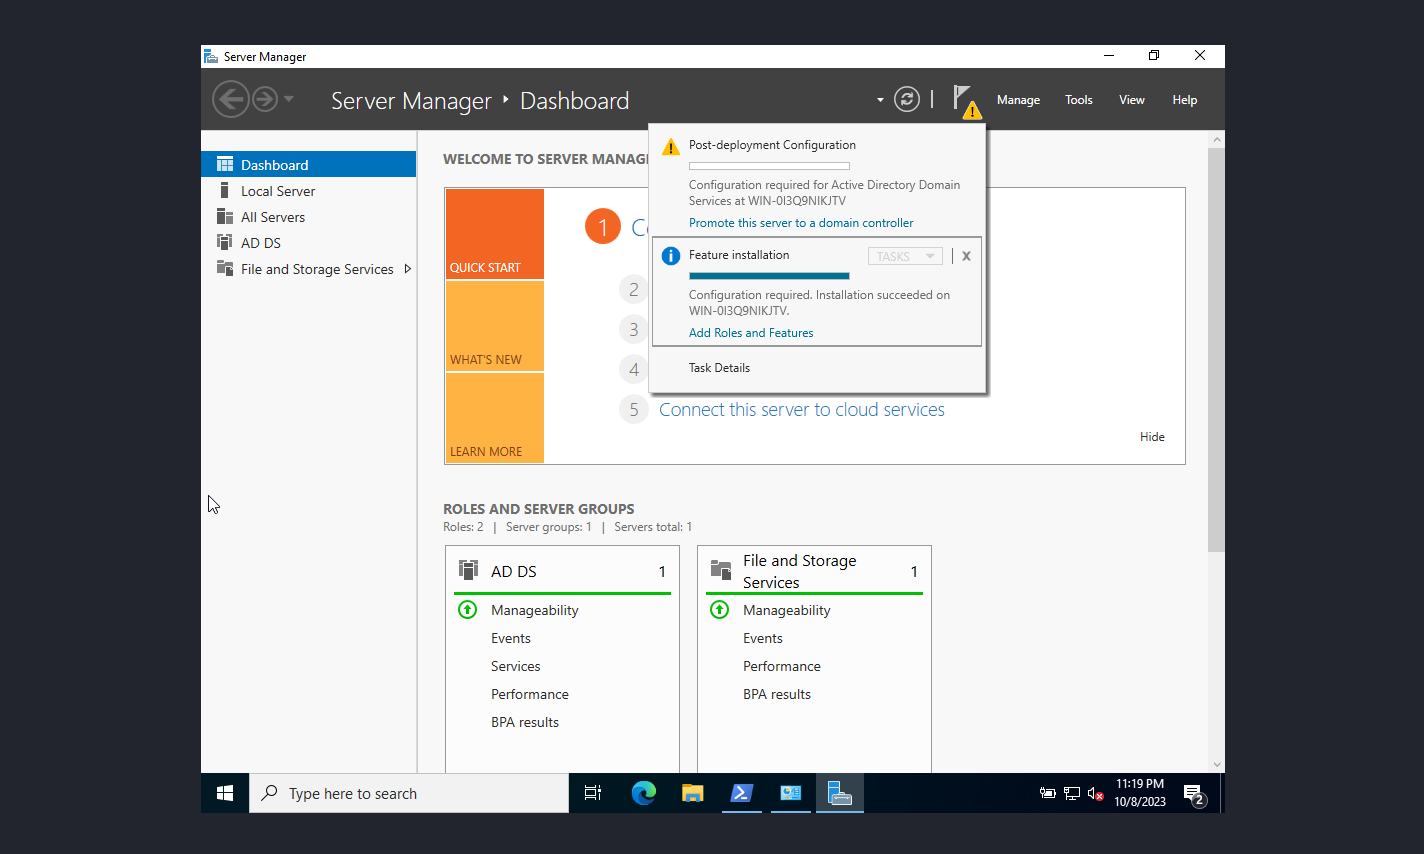 Server Manager
Server Manager ‣ Dashboard
Manage
Tools
View
Help
Dashboard
Local Server
All Servers
AD DS
File and Storage Services
WELCOME TO SERVER MANAG
QUICK START
WHAT'S NEW
LEARN MORE
1
2
3
4
5 Connect this server to cloud services
Hide
Post-deployment Configuration
Configuration required for Active Directory Domain
Services at WIN-0I3Q9NIKJTV
Promote this server to a domain controller
Feature installation
TASKS
X
Configuration required. Installation succeeded on
WIN-0I3Q9NIKJTV.
Add Roles and Features
Task Details
ROLES AND SERVER GROUPS
Roles: 2 | Server groups: 1 | Servers total: 1
AD DS 1
Manageability
Events
Services
Performance
BPA results
File and Storage
Services
1
Manageability
Events
Performance
BPA results
Type here to search
11:19 PM
10/8/2023
2